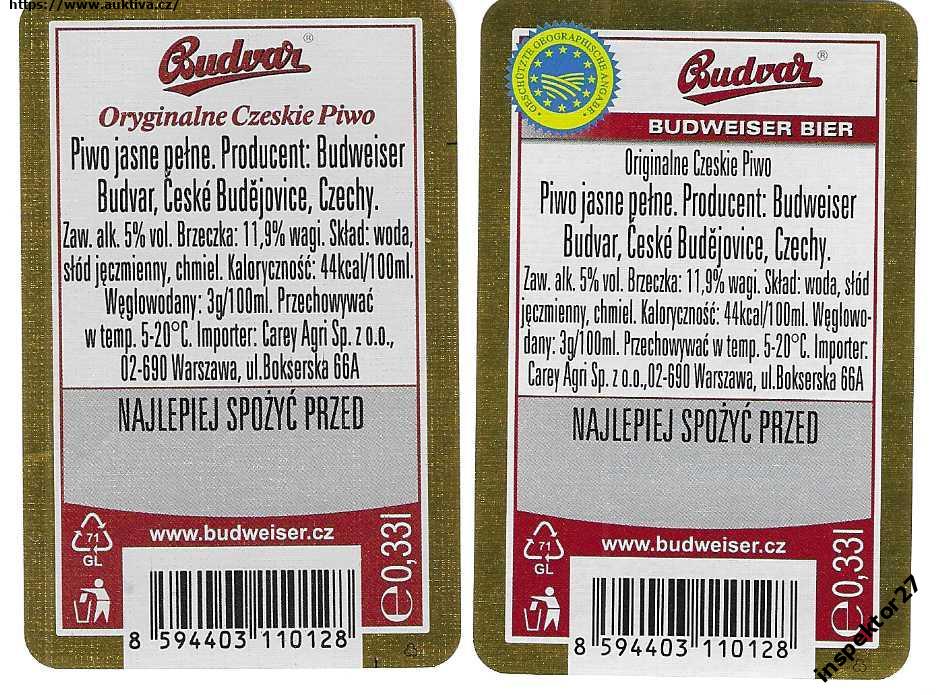 https://www.auktiva.cz/
Budvar®
Oryginalne Czeskie Piwo
Piwo jasne pełne. Producent: Budweiser
Budvar, České Budějovice, Czechy.
Zaw. alk. 5% vol. Brzeczka: 11,9% wagi. Skład: woda,
słód jęczmienny, chmiel. Kaloryczność: 44kcal/100ml.
Węglowodany: 3g/100ml. Przechowywać
w temp. 5-20°C. Importer: Carey Agri Sp. z o.o.,
02-690 Warszawa, ul.Bokserska 66A
NAJLEPIEJ SPOŻYĆ PRZED
71
GL
www.budweiser.cz
e 0,33l
8 594403 110128
GESCHÜTZTE GEOGRAPHISCHE ANGABE
Budvar®
BUDWEISER BIER
Originalne Czeskie Piwo
Piwo jasne pełne. Producent: Budweiser
Budvar, České Budějovice, Czechy.
Zaw. alk. 5% vol. Brzeczka: 11,9% wagi. Skład: woda, słód
jęczmienny, chmiel. Kaloryczność: 44kcal/100ml. Węglowo-
dany: 3g/100ml. Przechowywać w temp. 5-20°C. Importer:
Carey Agri Sp. z o.o.,02-690 Warszawa, ul.Bokserska 66A
NAJLEPIEJ SPOŻYĆ PRZED
71
GL
www.budweiser.cz
e 0,33l
8 594403 110128
inspektor27